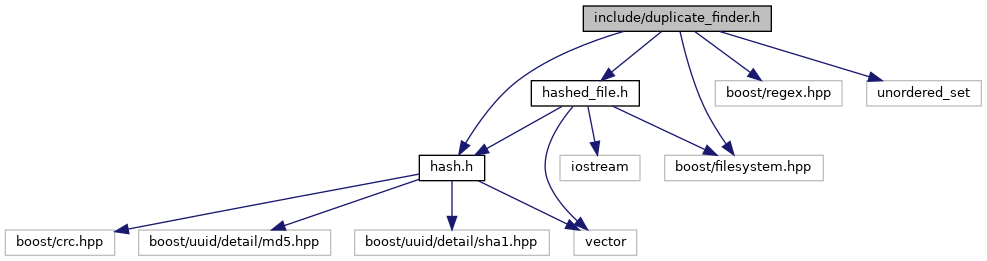 include/duplicate_finder.h
hashed_file.h
boost/regex.hpp
unordered_set
hash.h
iostream
boost/filesystem.hpp
boost/crc.hpp
boost/uuid/detail/md5.hpp
boost/uuid/detail/sha1.hpp
vector